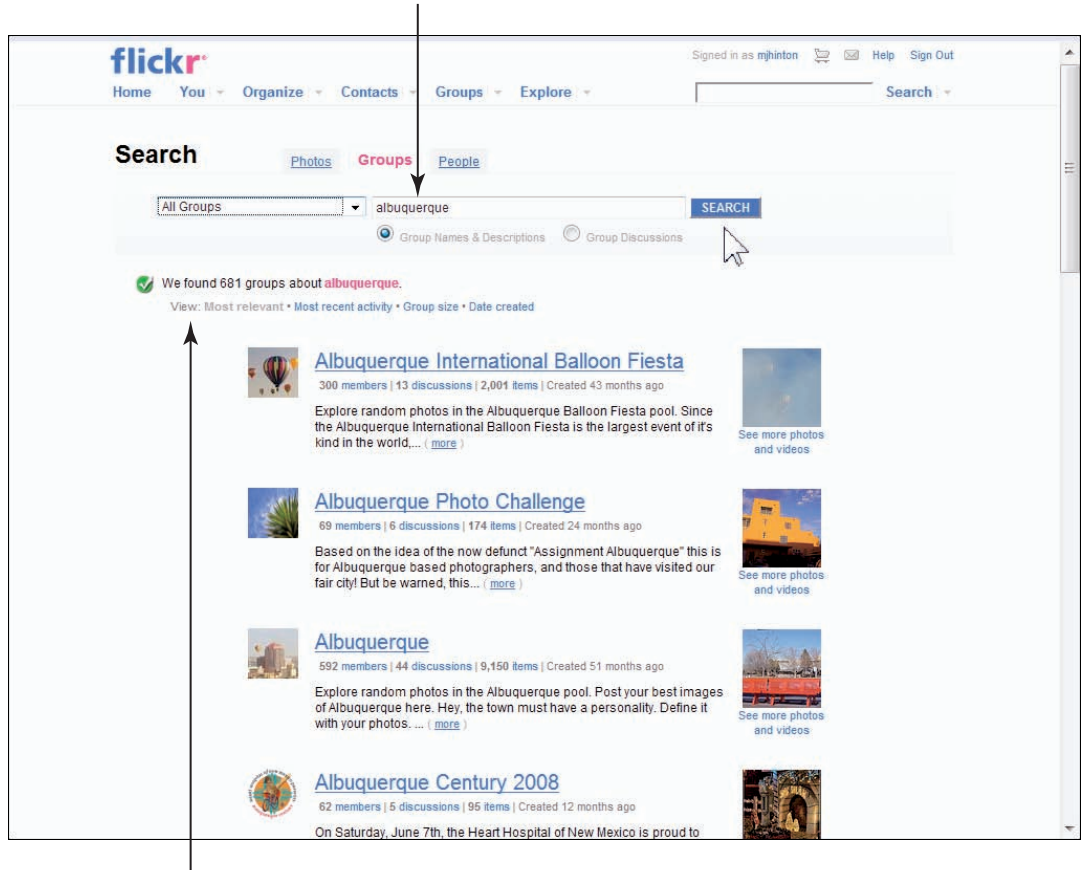 flickr
Signed in as mjhinton Help Sign Out
Home You Organize Contacts Groups Explore Search
Search Photos Groups People
All Groups albuquerque SEARCH
Group Names & Descriptions Group Discussions
We found 681 groups about albuquerque.
View: Most relevant • Most recent activity • Group size • Date created
Albuquerque International Balloon Fiesta
300 members | 13 discussions | 2,001 items | Created 43 months ago
Explore random photos in the Albuquerque Balloon Fiesta pool. Since
the Albuquerque International Balloon Fiesta is the largest event of it's
kind in the world,... ( more )
See more photos
and videos
Albuquerque Photo Challenge
69 members | 6 discussions | 174 items | Created 24 months ago
Based on the idea of the now defunct "Assignment Albuquerque" this is
for Albuquerque based photographers, and those that have visited our
fair city! But be warned, this... ( more )
See more photos
and videos
Albuquerque
592 members | 44 discussions | 9,150 items | Created 51 months ago
Explore random photos in the Albuquerque pool. Post your best images
of Albuquerque here. Hey, the town must have a personality. Define it
with your photos. ... ( more )
See more photos
and videos
Albuquerque Century 2008
62 members | 5 discussions | 95 items | Created 12 months ago
On Saturday, June 7th, the Heart Hospital of New Mexico is proud to